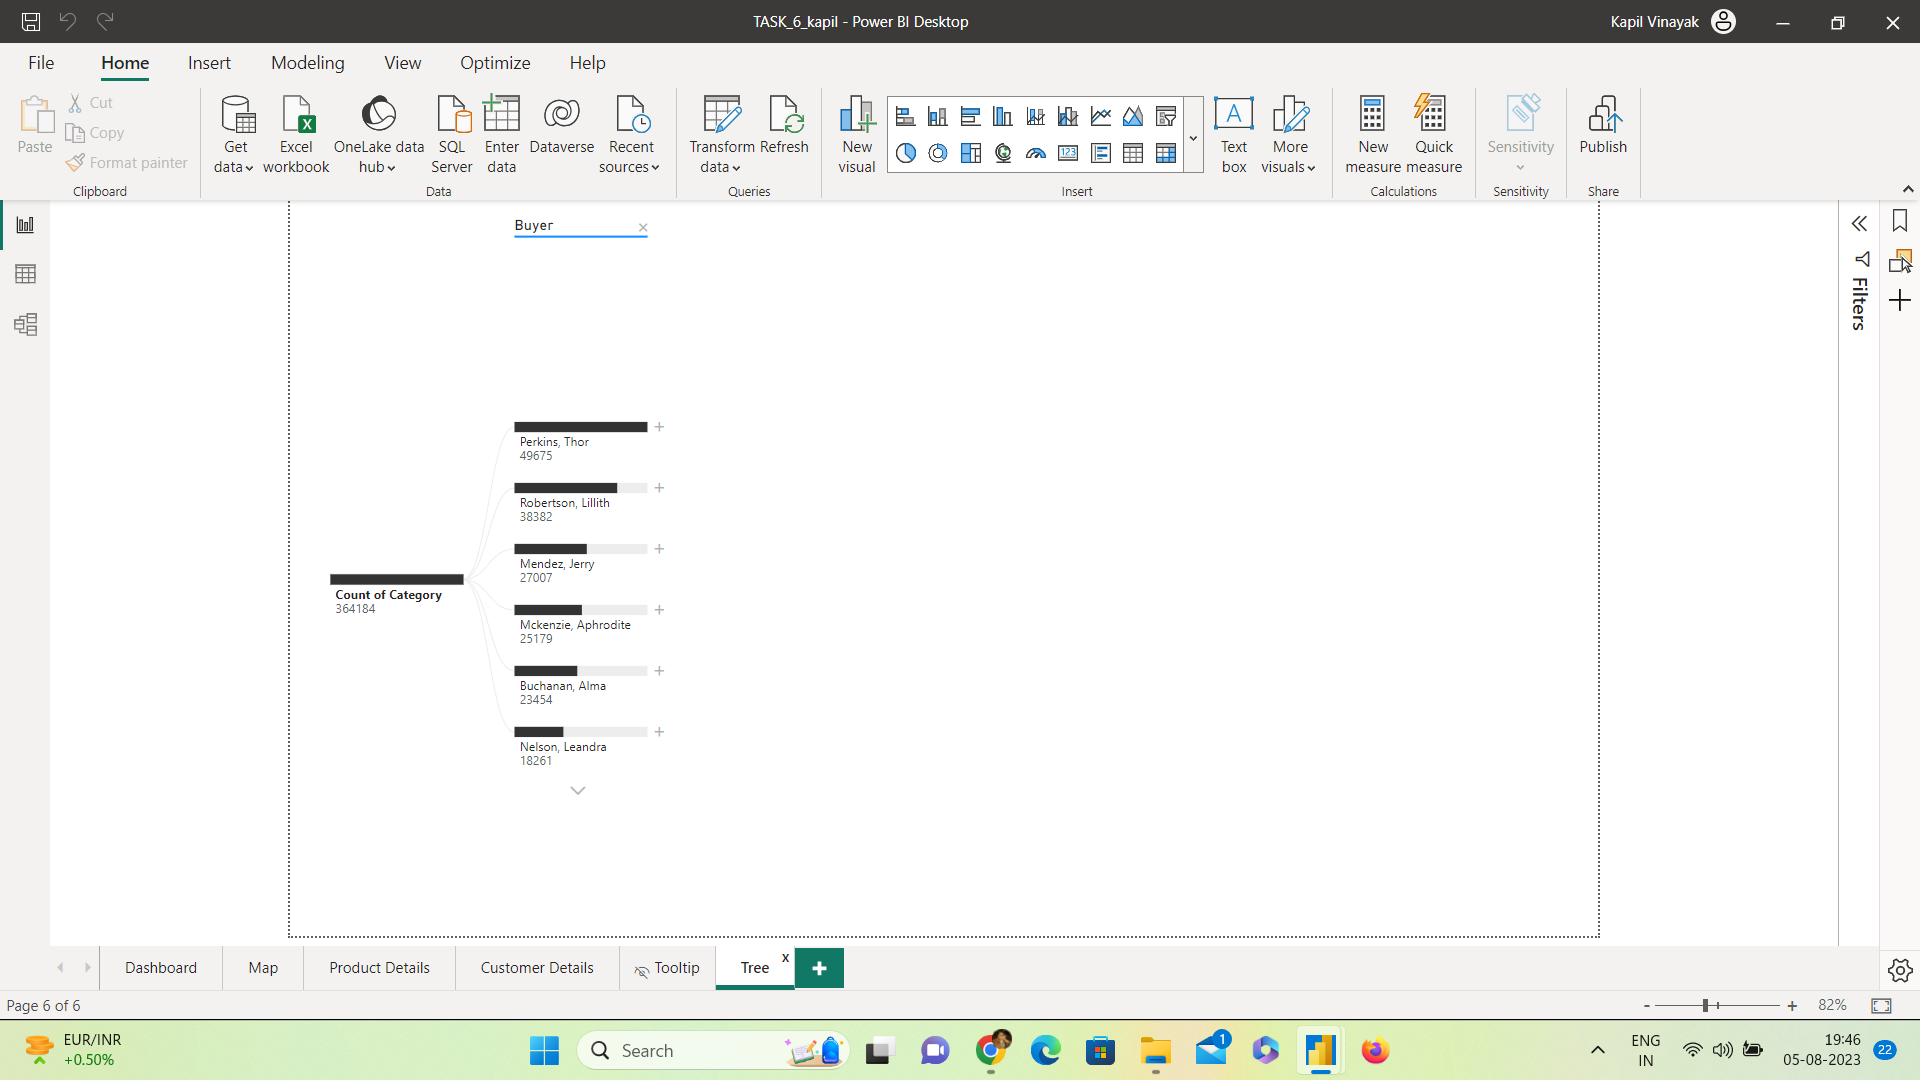 TASK_6_kapil - Power BI Desktop
Kapil Vinayak
File
Home
Insert
Modeling
View
Optimize
Help
Paste
Cut
Copy
Format painter
Clipboard
Get data
Excel workbook
OneLake data hub
SQL Server
Enter data
Dataverse
Recent sources
Data
Transform data
Refresh
Queries
New visual
123
A
Text box
More visuals
Insert
New measure
Quick measure
Calculations
Sensitivity
Sensitivity
Publish
Share
Buyer
Filters
Perkins, Thor
49675
Robertson, Lillith
38382
Mendez, Jerry
27007
Count of Category
364184
Mckenzie, Aphrodite
25179
Buchanan, Alma
23454
Nelson, Leandra
18261
Dashboard
Map
Product Details
Customer Details
Tooltip
Tree
x
Page 6 of 6
- + 82%
EUR/INR
+0.50%
Search
1
ENG
IN
19:46
05-08-2023
22